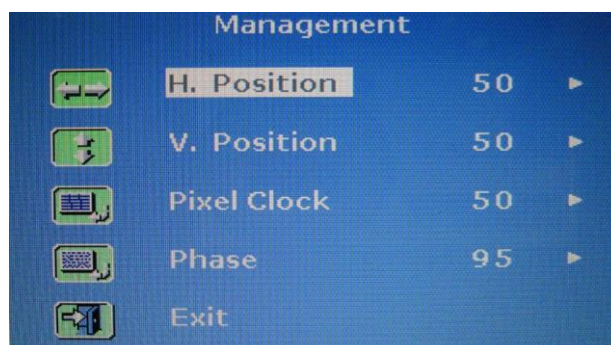 Management
H. Position 50
V. Position 50
Pixel Clock 50
Phase 95
Exit